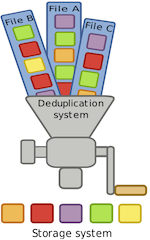 File B
File A
File C
Deduplication
system
Storage system